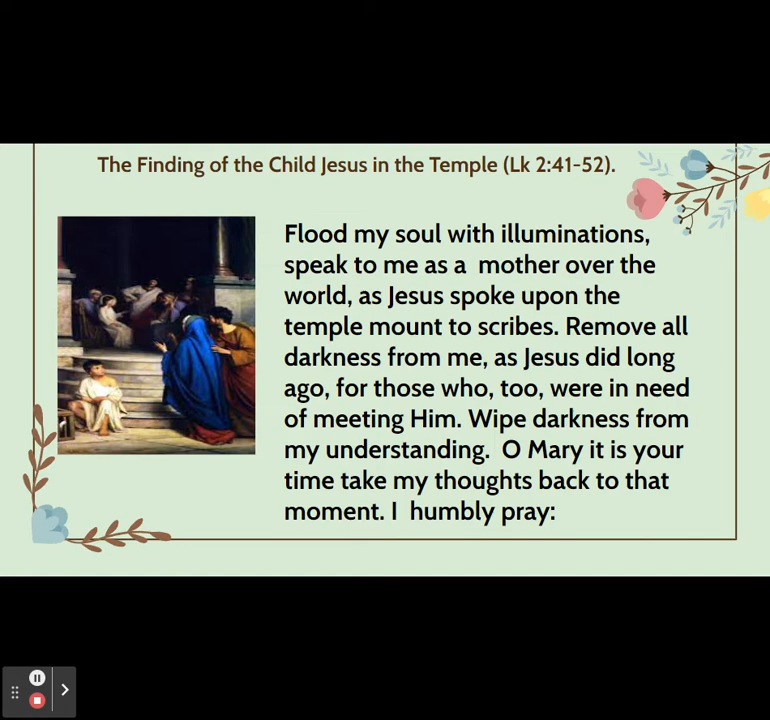 The Finding of the Child Jesus in the Temple (Lk 2:41-52).
Flood my soul with illuminations,
speak to me as a mother over the
world, as Jesus spoke upon the
temple mount to scribes. Remove all
darkness from me, as Jesus did long
ago, for those who, too, were in need
of meeting Him. Wipe darkness from
my understanding. O Mary it is your
time take my thoughts back to that
moment. I humbly pray: